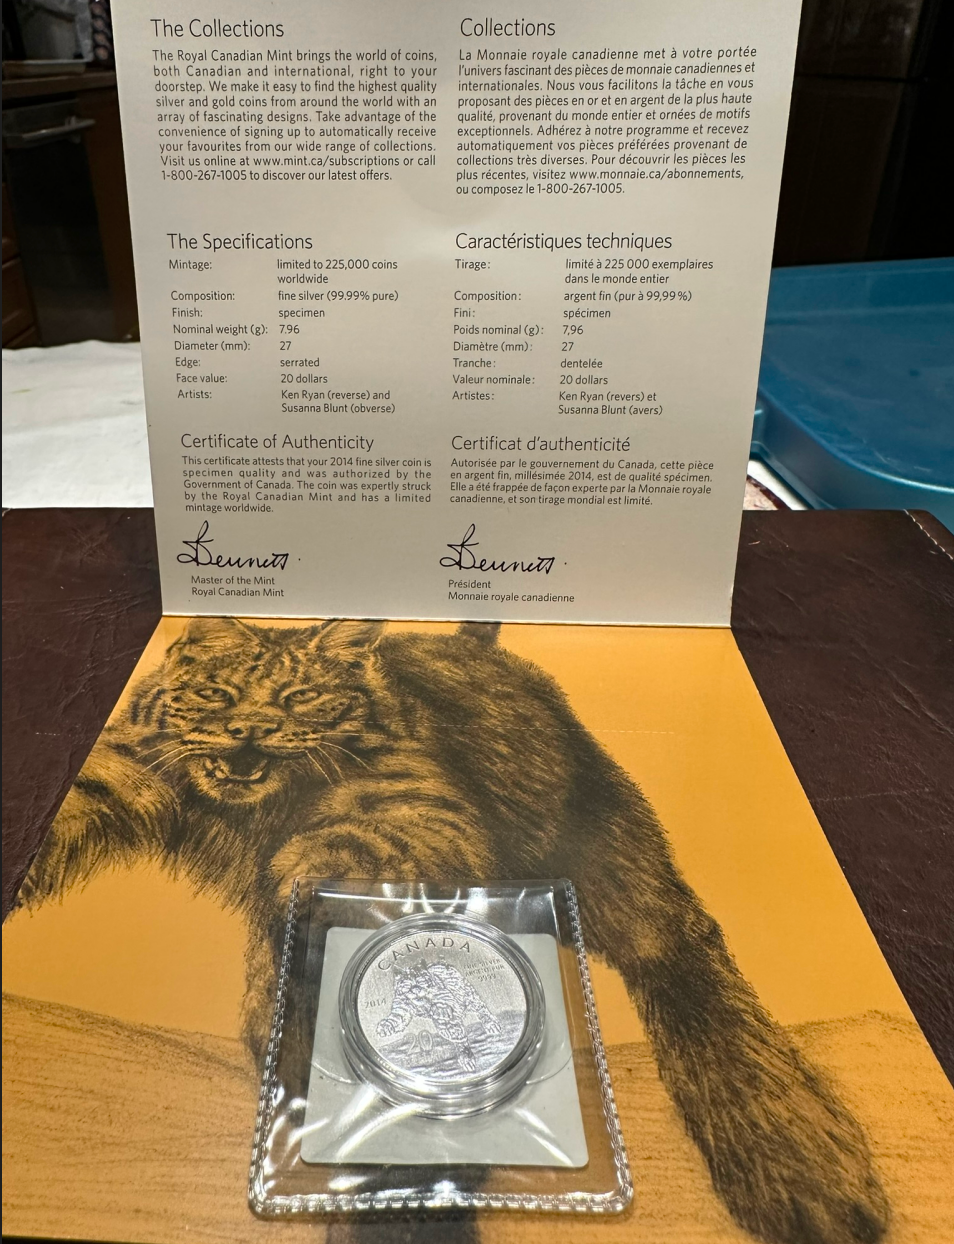 The Collections
The Royal Canadian Mint brings the world of coins,
both Canadian and international, right to your
doorstep. We make it easy to find the highest quality
silver and gold coins from around the world with an
array of fascinating designs. Take advantage of the
convenience of signing up to automatically receive
your favourites from our wide range of collections.
Visit us online at www.mint.ca/subscriptions or call
1-800-267-1005 to discover our latest offers.
Collections
La Monnaie royale canadienne met à votre portée
l'univers fascinant des pièces de monnaie canadiennes et
internationales. Nous vous facilitons la tâche en vous
proposant des pièces en or et en argent de la plus haute
qualité, provenant du monde entier et ornées de motifs
exceptionnels. Adhérez à notre programme et recevez
automatiquement vos pièces préférées provenant de
collections très diverses. Pour découvrir les pièces les
plus récentes, visitez www.monnaie.ca/abonnements,
ou composez le 1-800-267-1005.
The Specifications
Mintage: limited to 225,000 coins
worldwide
Composition: fine silver (99.99% pure)
Finish: specimen
Nominal weight (g): 7.96
Diameter (mm): 27
Edge: serrated
Face value: 20 dollars
Artists: Ken Ryan (reverse) and
Susanna Blunt (obverse)
Caractéristiques techniques
Tirage: limité à 225 000 exemplaires
dans le monde entier
Composition: argent fin (pur à 99,99 %)
Fini: spécimen
Poids nominal (g): 7,96
Diamètre (mm): 27
Tranche: dentelée
Valeur nominale: 20 dollars
Artistes: Ken Ryan (revers) et
Susanna Blunt (avers)
Certificate of Authenticity
This certificate attests that your 2014 fine silver coin is
specimen quality and was authorized by the
Government of Canada. The coin was expertly struck
by the Royal Canadian Mint and has a limited
mintage worldwide.
Bennett
Master of the Mint
Royal Canadian Mint
Certificat d'authenticité
Autorisée par le gouvernement du Canada, cette pièce
en argent fin, millésimée 2014, est de qualité spécimen.
Elle a été frappée de façon experte par la Monnaie royale
canadienne, et son tirage mondial est limité.
Bennett
Président
Monnaie royale canadienne
CANADA
2014
20